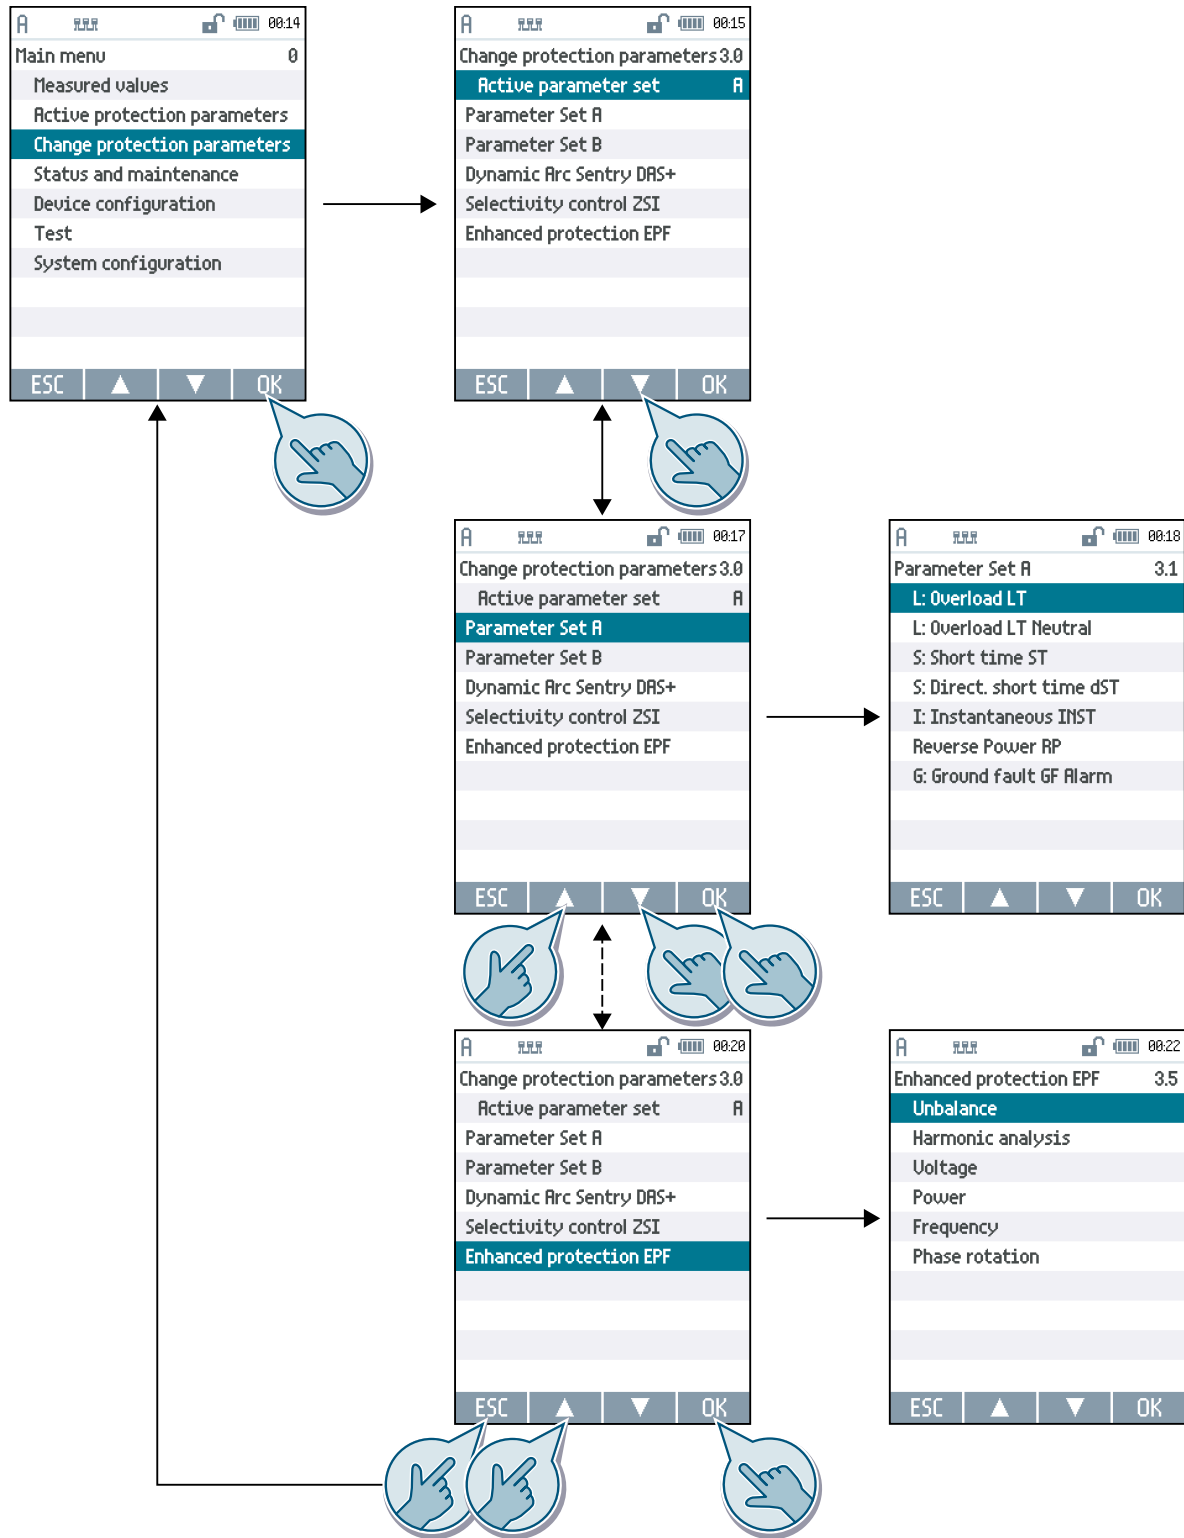 A 00:14
Main menu 0
Measured values
Active protection parameters
Change protection parameters
Status and maintenance
Device configuration
Test
System configuration
ESC OK
A 00:15
Change protection parameters 3.0
Active parameter set A
Parameter Set A
Parameter Set B
Dynamic Arc Sentry DAS+
Selectivity control ZSI
Enhanced protection EPF
ESC OK
A 00:17
Change protection parameters 3.0
Active parameter set A
Parameter Set A
Parameter Set B
Dynamic Arc Sentry DAS+
Selectivity control ZSI
Enhanced protection EPF
ESC OK
A 00:18
Parameter Set A 3.1
L: Overload LT
L: Overload LT Neutral
S: Short time ST
S: Direct. short time dST
I: Instantaneous INST
Reverse Power RP
G: Ground fault GF Alarm
ESC OK
A 00:20
Change protection parameters 3.0
Active parameter set A
Parameter Set A
Parameter Set B
Dynamic Arc Sentry DAS+
Selectivity control ZSI
Enhanced protection EPF
ESC OK
A 00:22
Enhanced protection EPF 3.5
Unbalance
Harmonic analysis
Voltage
Power
Frequency
Phase rotation
ESC OK